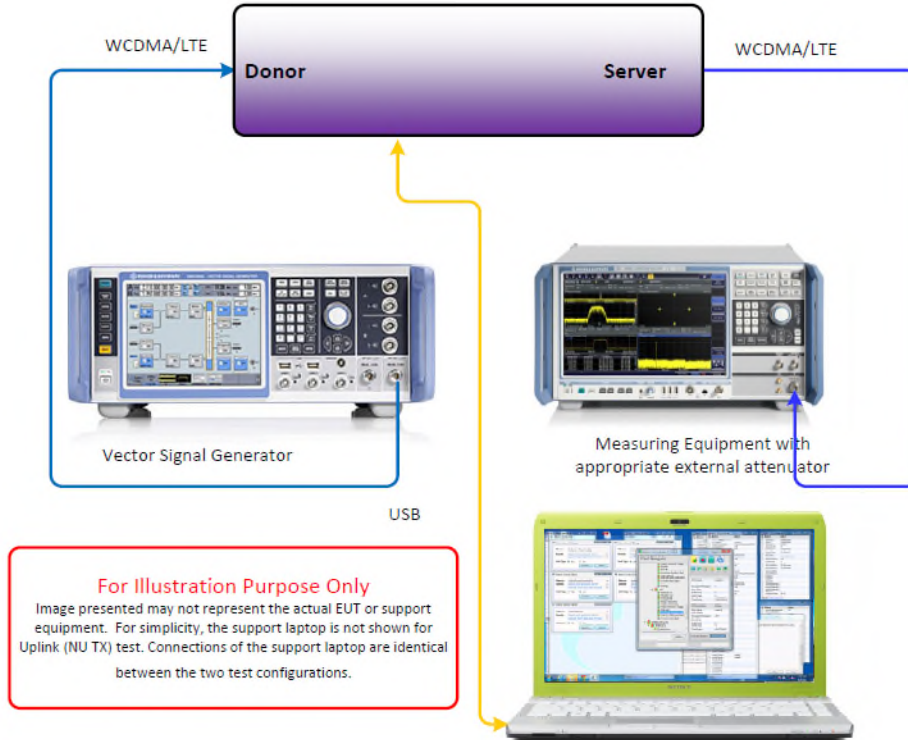 WCDMA/LTE
WCDMA/LTE
Donor
Server
Vector Signal Generator
Measuring Equipment with
appropriate external attenuator
USB
For Illustration Purpose Only
Image presented may not represent the actual EUT or support
equipment. For simplicity, the support laptop is not shown for
Uplink (NU TX) test. Connections of the support laptop are identical
between the two test configurations.